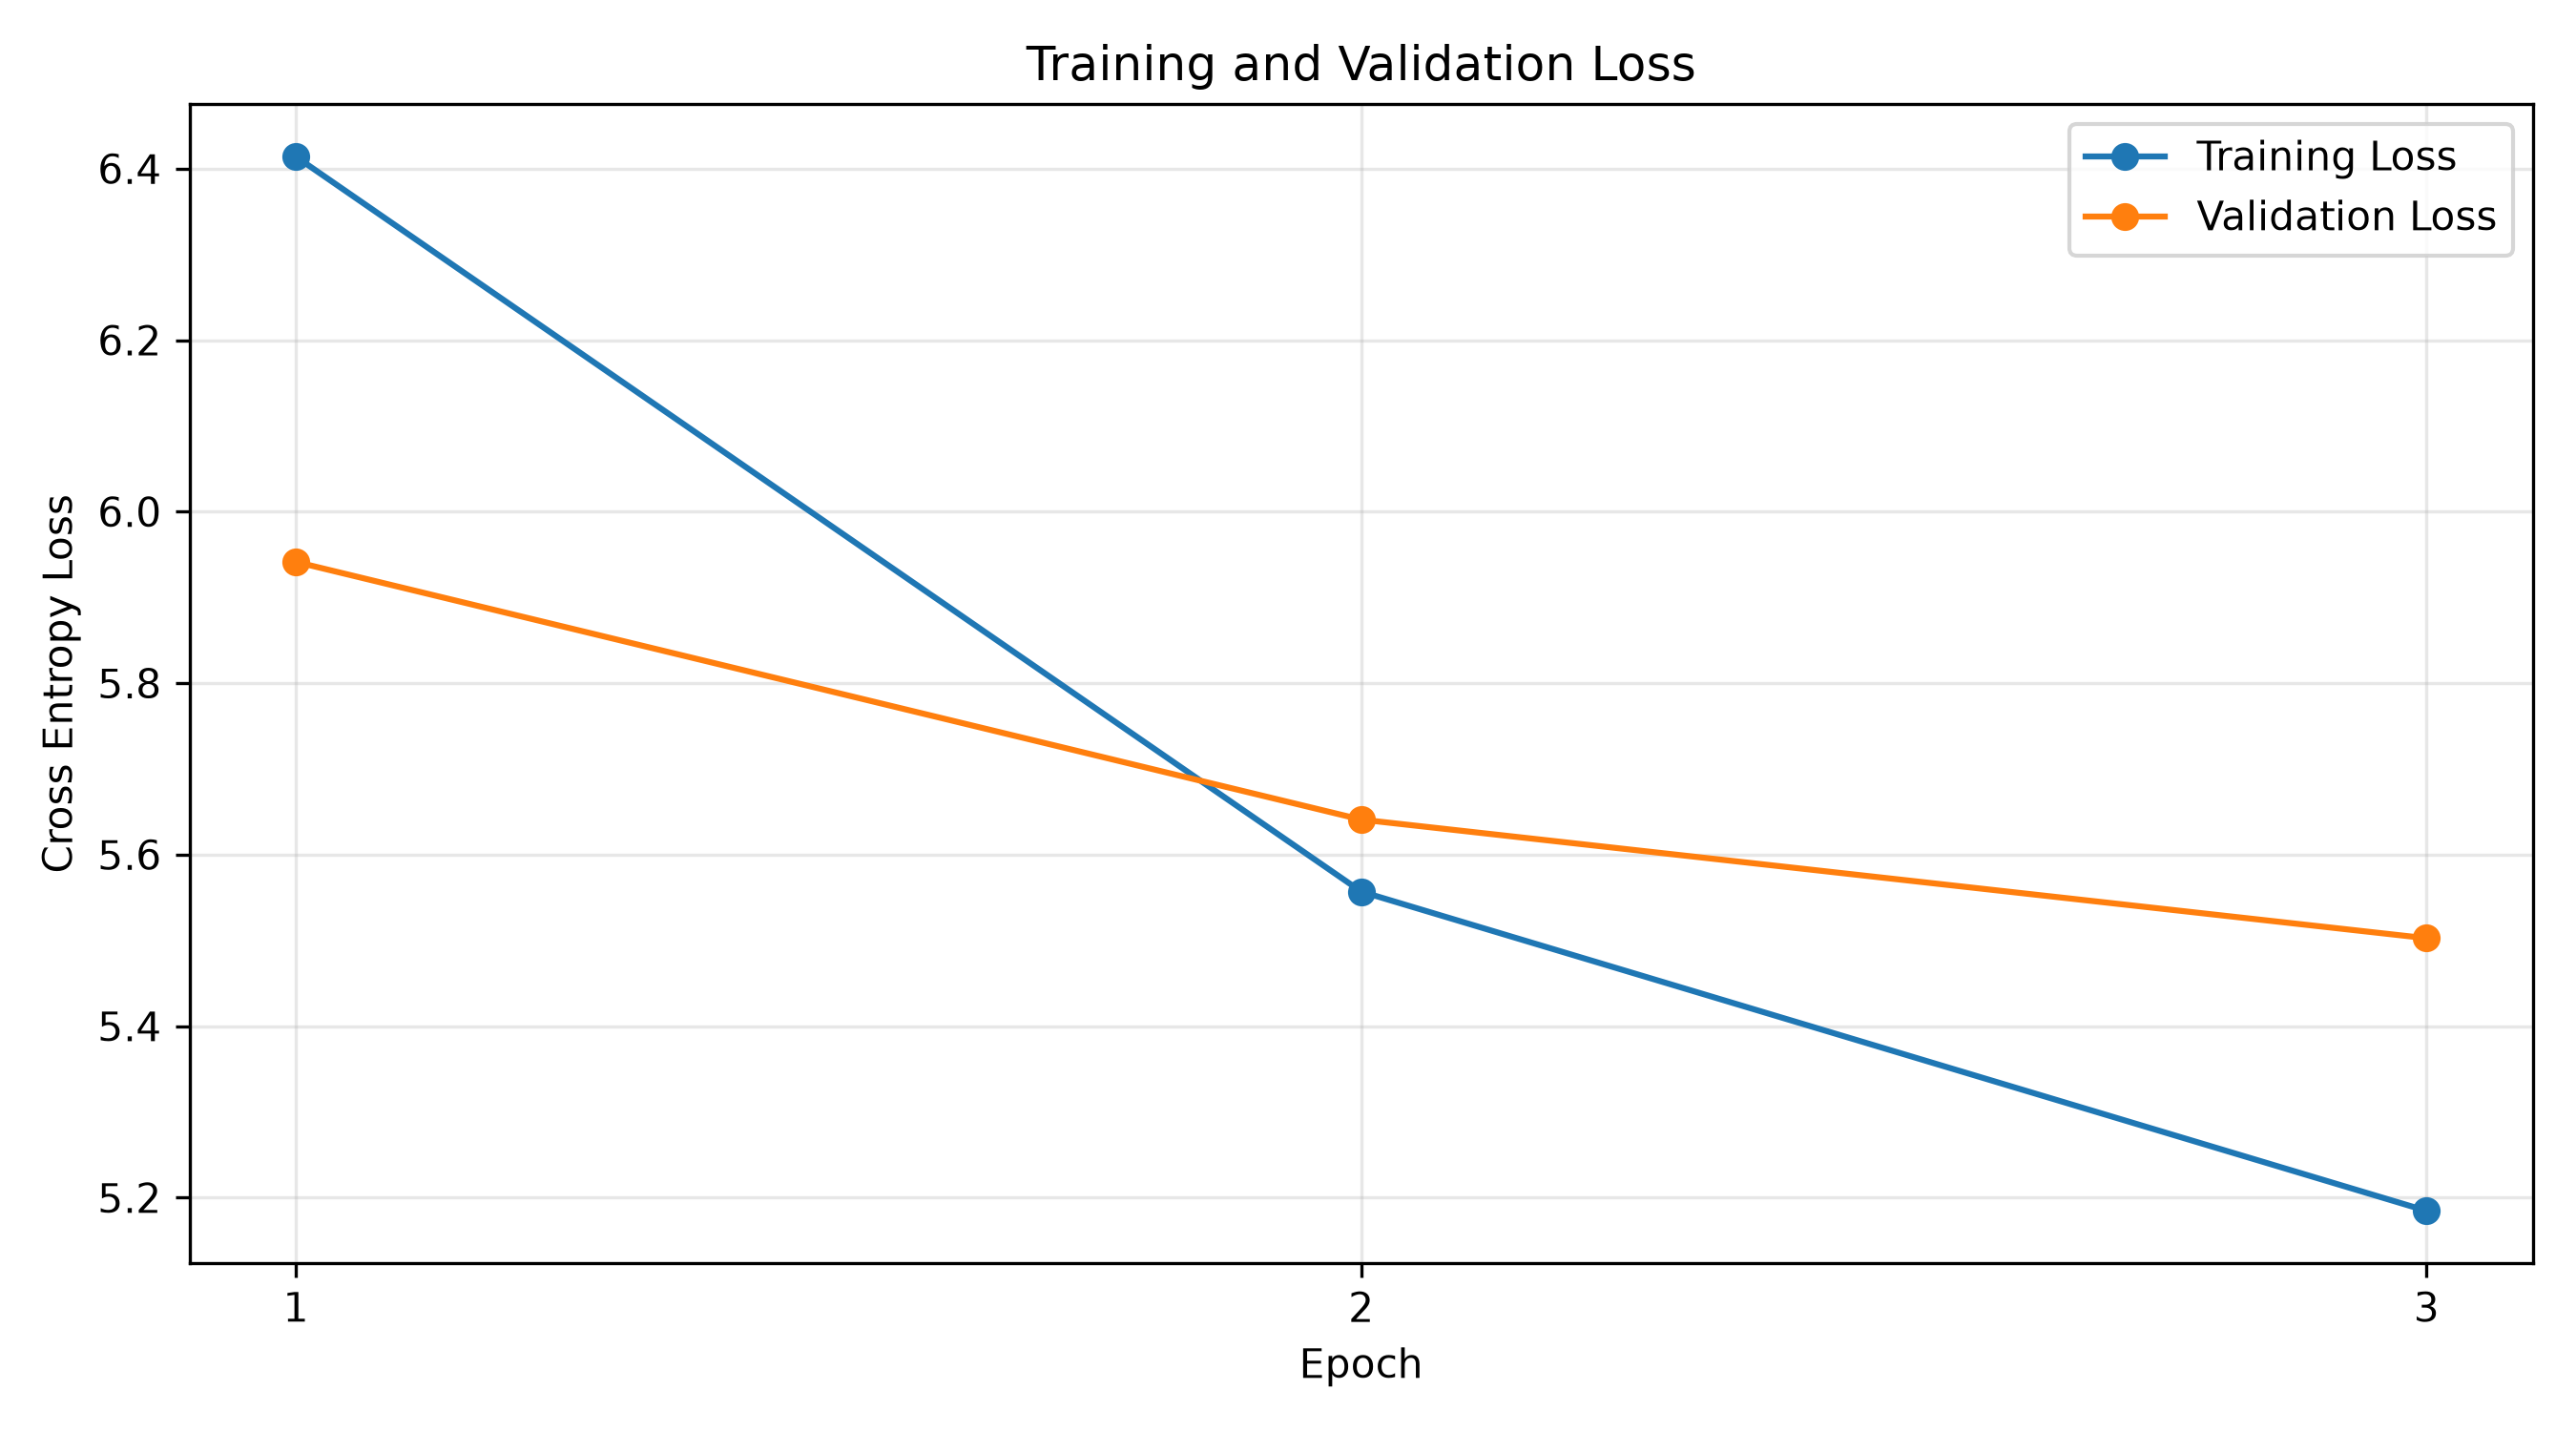 Training and Validation Loss
Training Loss
Validation Loss
Cross Entropy Loss
6.4
6.2
6.0
5.8
5.6
5.4
5.2
1
2
3
Epoch